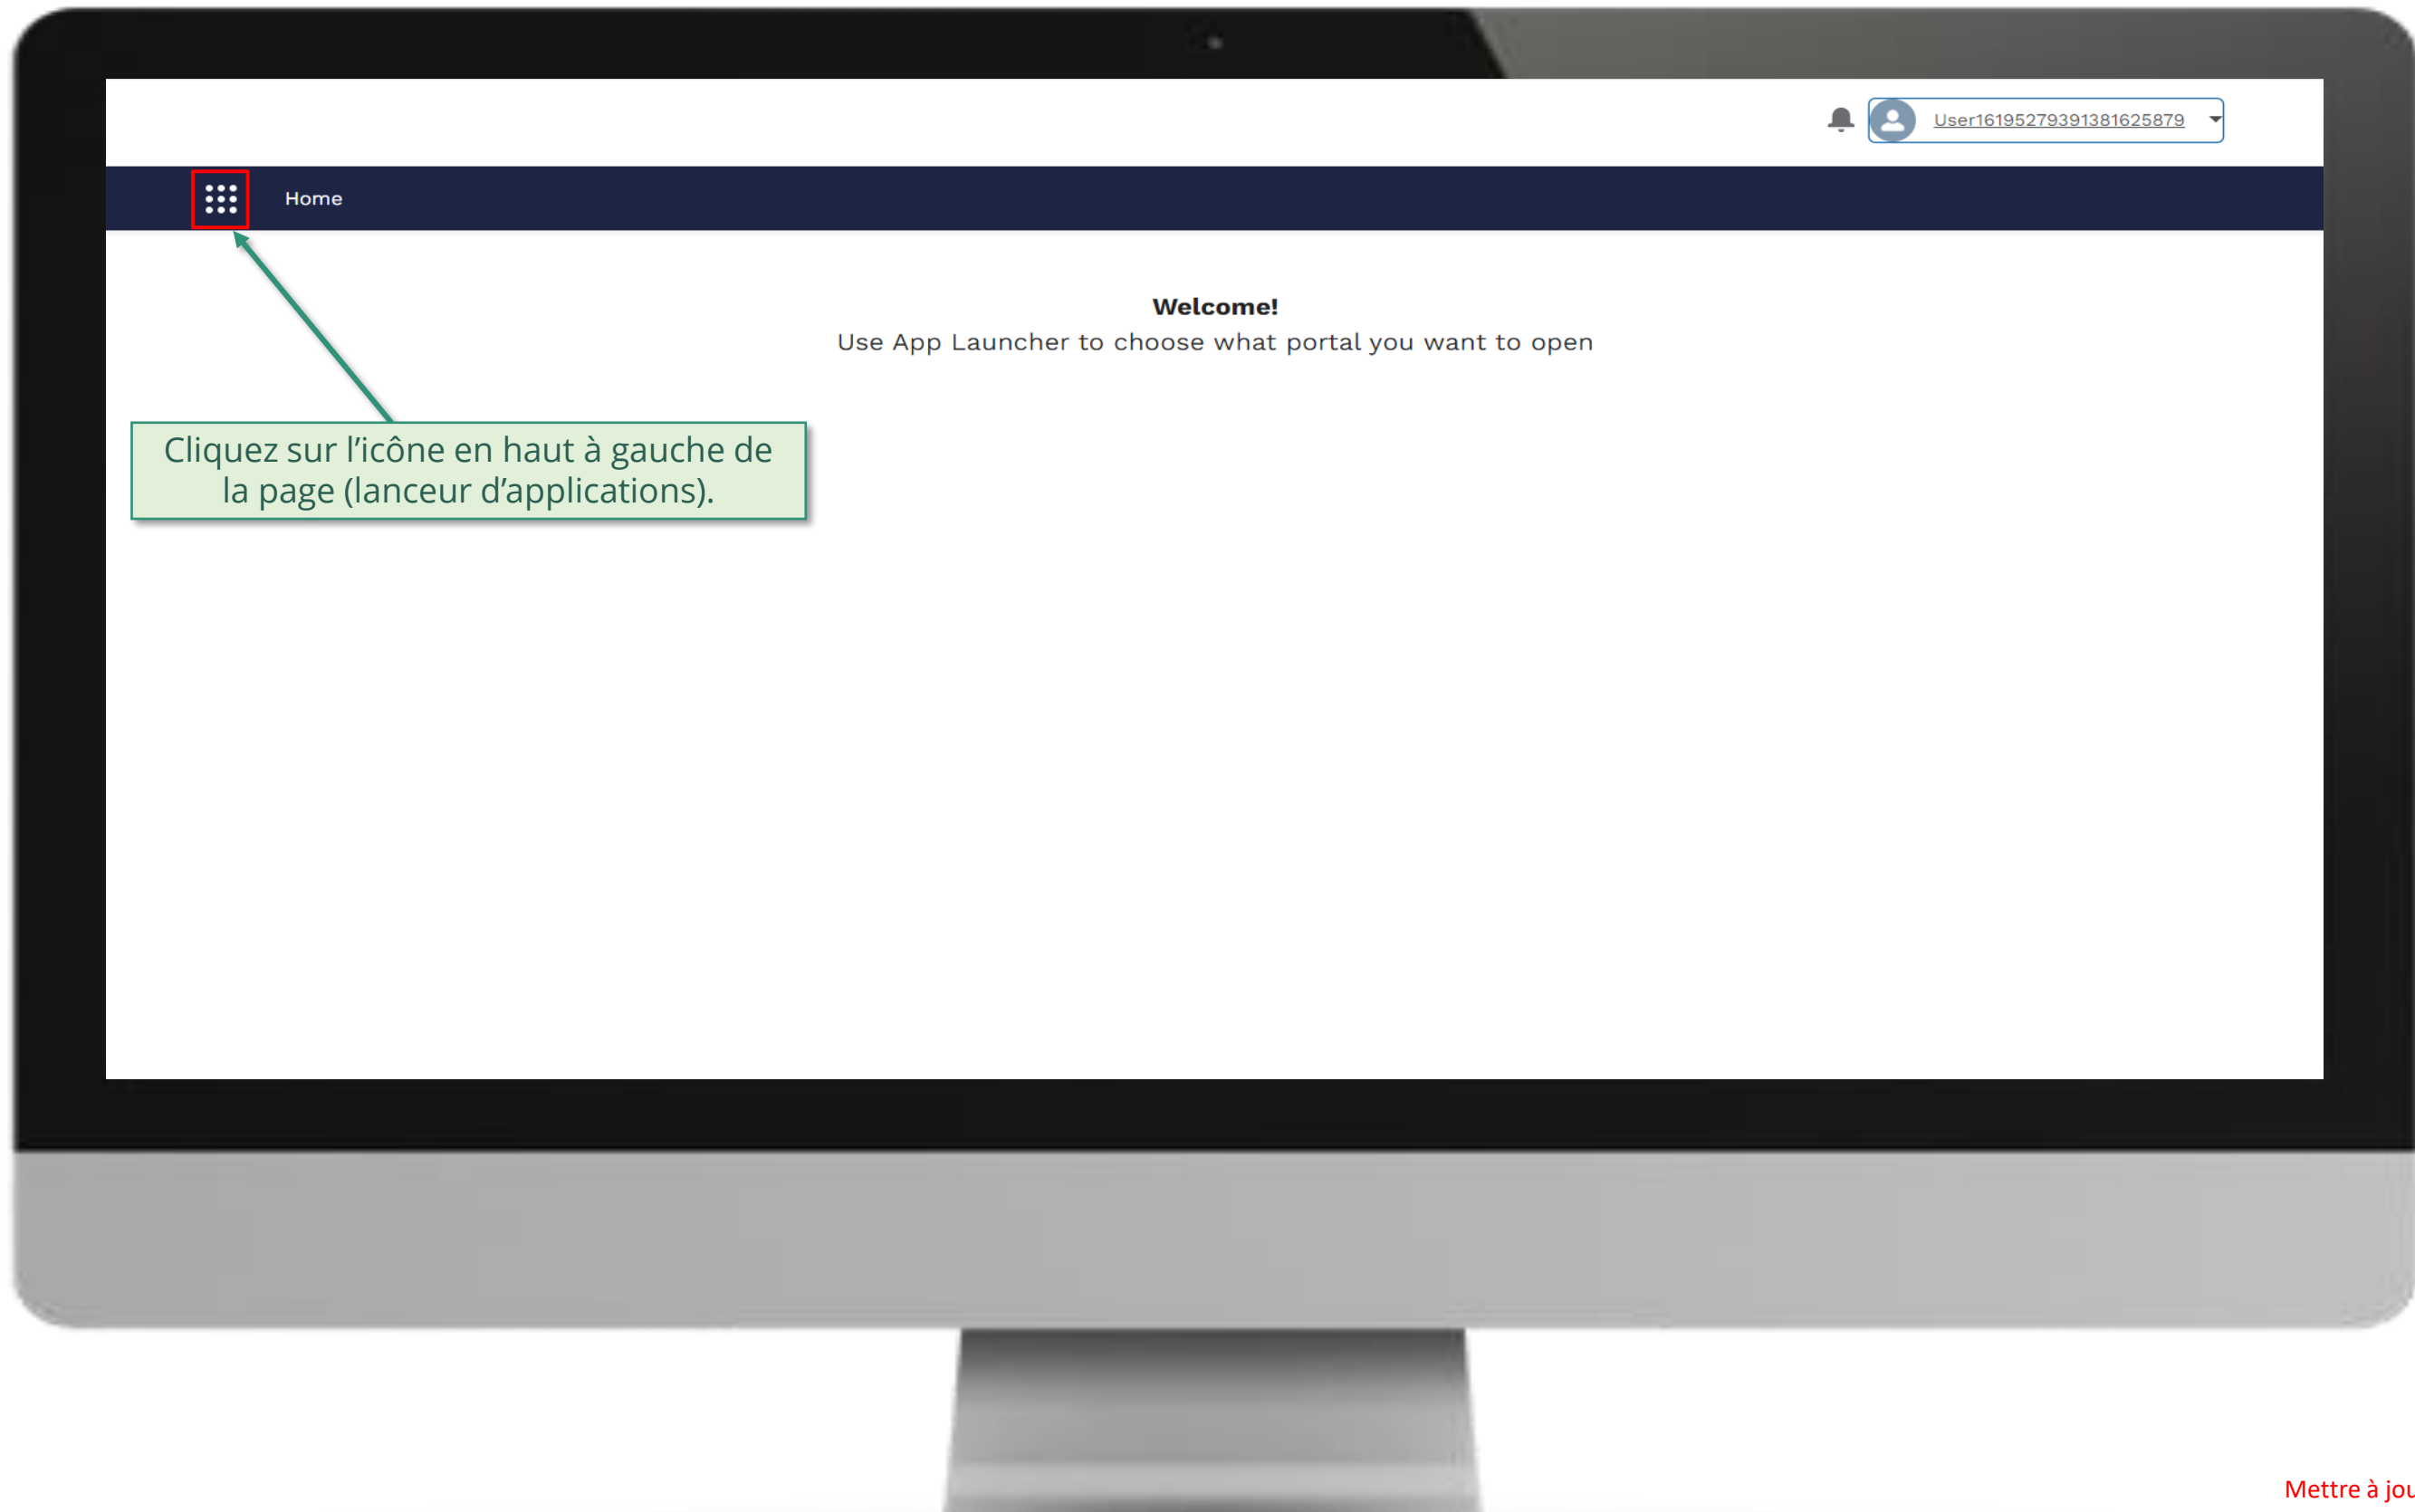 User16195279391381625879
Home
Welcome!
Use App Launcher to choose what portal you want to open
Cliquez sur l’icône en haut à gauche de
la page (lanceur d’applications).
Mettre à jou